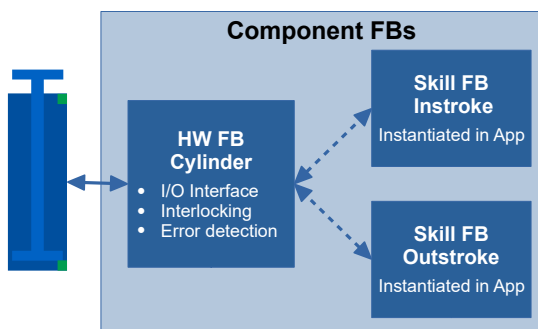 Component FBs
HW FB
Cylinder
• I/O Interface
• Interlocking
• Error detection
Skill FB
Instroke
Instantiated in App
Skill FB
Outstroke
Instantiated in App